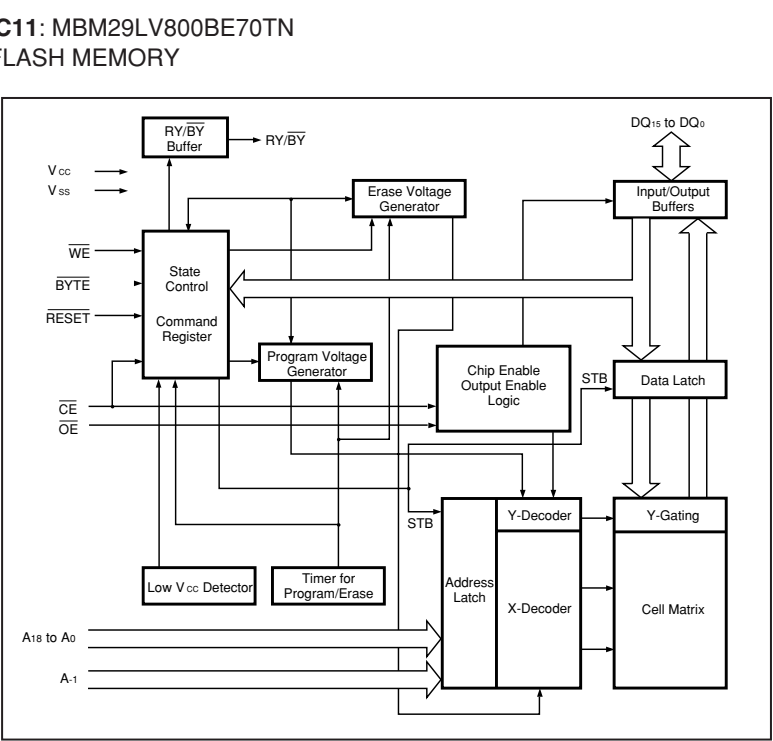 C11: MBM29LV800BE70TN
FLASH MEMORY
RY/BY
Buffer
RY/BY
DQ15 to DQ0
VCC
VSS
Erase Voltage
Generator
Input/Output
Buffers
WE
BYTE
RESET
State
Control
Command
Register
Program Voltage
Generator
Chip Enable
Output Enable
Logic
STB
Data Latch
CE
OE
STB
Y-Decoder
Y-Gating
Address
Latch
X-Decoder
Cell Matrix
Low VCC Detector
Timer for
Program/Erase
A18 to A0
A-1